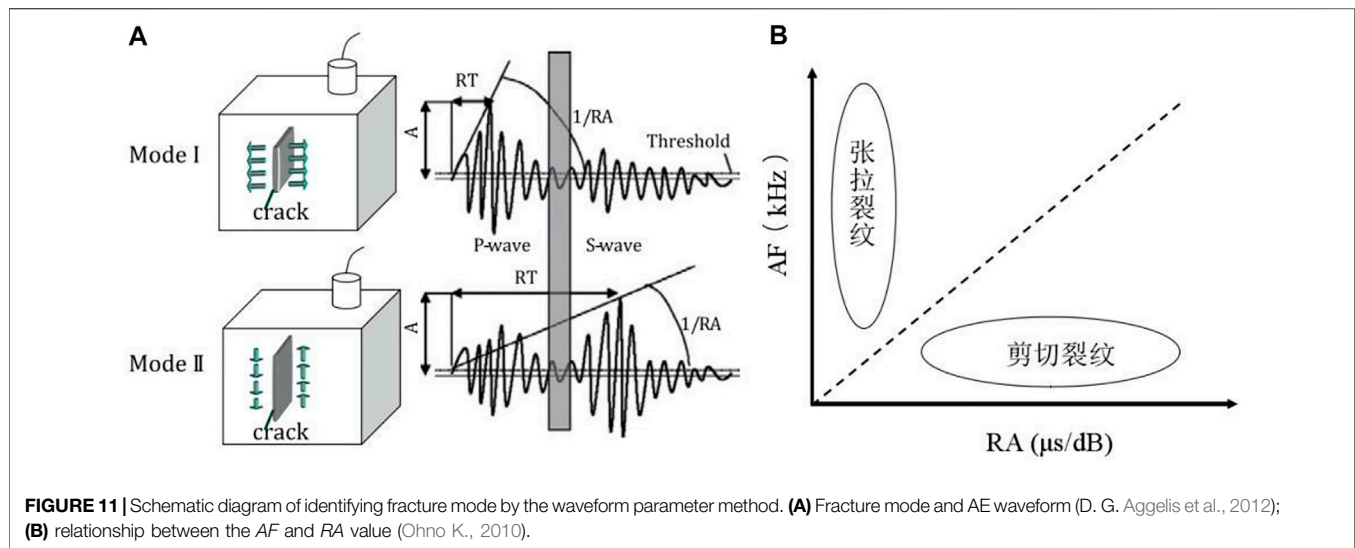 A
RT
A
1/RA
Threshold
Mode Ⅰ
crack
P-wave
S-wave
RT
A
1/RA
Mode Ⅱ
crack
B
AF（kHz）
张拉裂纹
剪切裂纹
RA (μs/dB)
FIGURE 11 | Schematic diagram of identifying fracture mode by the waveform parameter method. (A) Fracture mode and AE waveform (D. G. Aggelis et al., 2012);
(B) relationship between the AF and RA value (Ohno K., 2010).